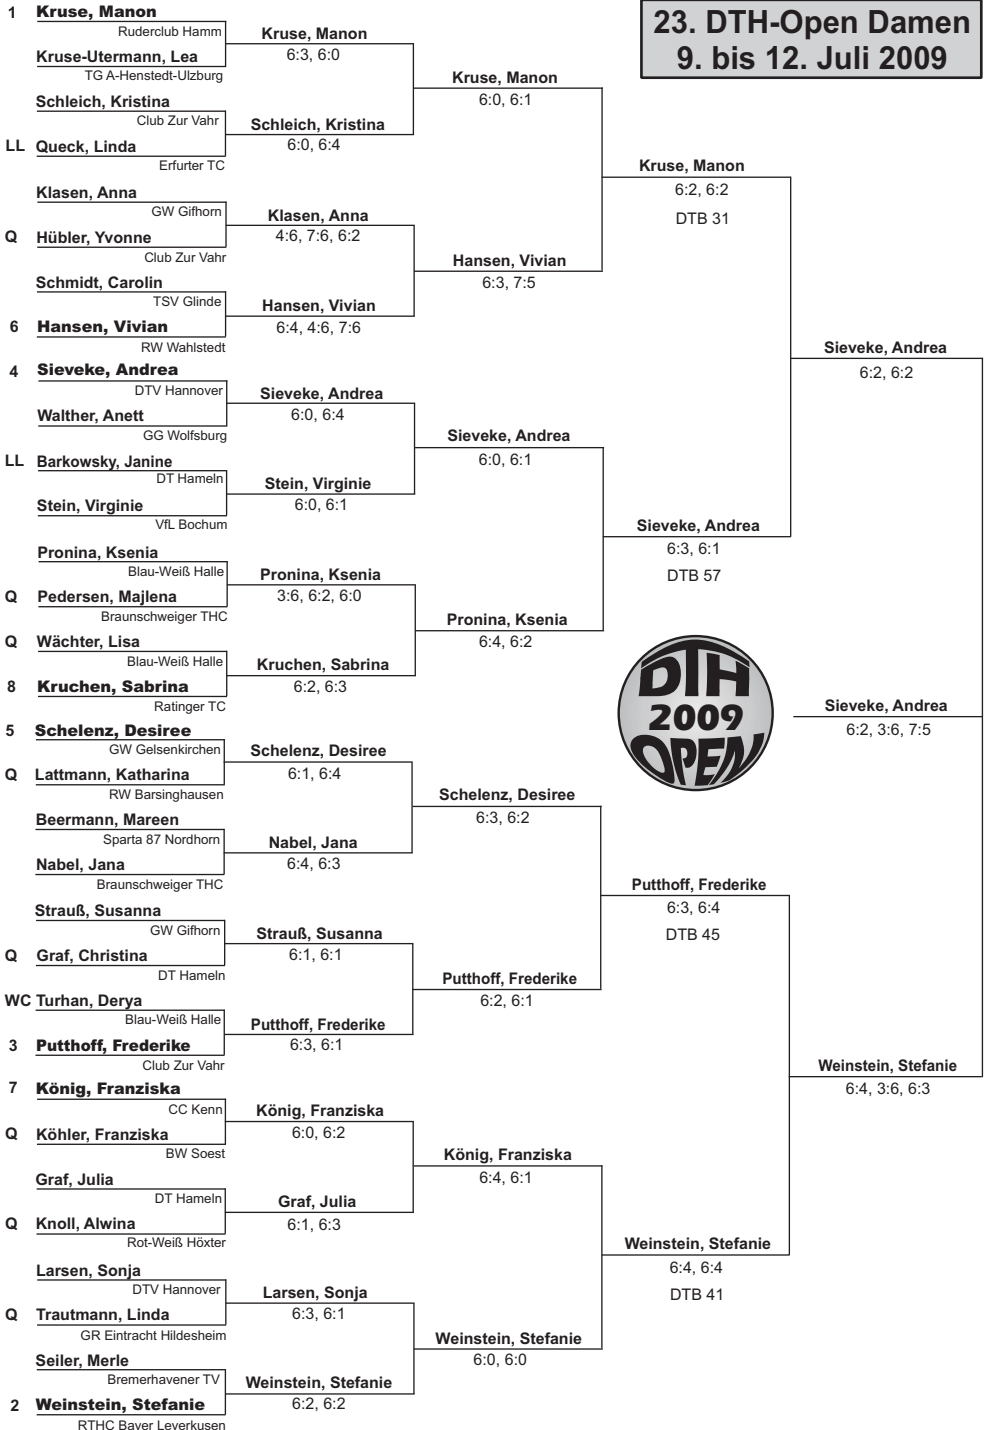 23. DTH-Open Damen
9. bis 12. Juli 2009
1 Kruse, Manon
Ruderclub Hamm
Kruse-Utermann, Lea
TG A-Henstedt-Ulzburg
Schleich, Kristina
Club Zur Vahr
LL Queck, Linda
Erfurter TC
Klasen, Anna
GW Gifhorn
Q Hübler, Yvonne
Club Zur Vahr
Schmidt, Carolin
TSV Glinde
6 Hansen, Vivian
RW Wahlstedt
4 Sieveke, Andrea
DTV Hannover
Walther, Anett
GG Wolfsburg
LL Barkowsky, Janine
DT Hameln
Stein, Virginie
VfL Bochum
Pronina, Ksenia
Blau-Weiß Halle
Q Pedersen, Majlena
Braunschweiger THC
Q Wächter, Lisa
Blau-Weiß Halle
8 Kruchen, Sabrina
Ratinger TC
5 Schelenz, Desiree
GW Gelsenkirchen
Q Lattmann, Katharina
RW Barsinghausen
Beermann, Mareen
Sparta 87 Nordhorn
Nabel, Jana
Braunschweiger THC
Strauß, Susanna
GW Gifhorn
Q Graf, Christina
DT Hameln
WC Turhan, Derya
Blau-Weiß Halle
3 Putthoff, Frederike
Club Zur Vahr
7 König, Franziska
CC Kenn
Q Köhler, Franziska
BW Soest
Graf, Julia
DT Hameln
Q Knoll, Alwina
Rot-Weiß Höxter
Larsen, Sonja
DTV Hannover
Q Trautmann, Linda
GR Eintracht Hildesheim
Seiler, Merle
Bremerhavener TV
2 Weinstein, Stefanie
RTHC Bayer Leverkusen
Kruse, Manon
6:3, 6:0
Schleich, Kristina
6:0, 6:4
Klasen, Anna
4:6, 7:6, 6:2
Hansen, Vivian
6:4, 4:6, 7:6
Sieveke, Andrea
6:0, 6:4
Stein, Virginie
6:0, 6:1
Pronina, Ksenia
3:6, 6:2, 6:0
Kruchen, Sabrina
6:2, 6:3
Schelenz, Desiree
6:1, 6:4
Nabel, Jana
6:4, 6:3
Strauß, Susanna
6:1, 6:1
Putthoff, Frederike
6:3, 6:1
König, Franziska
6:0, 6:2
Graf, Julia
6:1, 6:3
Larsen, Sonja
6:3, 6:1
Weinstein, Stefanie
6:2, 6:2
Kruse, Manon
6:0, 6:1
Hansen, Vivian
6:3, 7:5
Sieveke, Andrea
6:0, 6:1
Pronina, Ksenia
6:4, 6:2
Schelenz, Desiree
6:3, 6:2
Putthoff, Frederike
6:2, 6:1
König, Franziska
6:4, 6:1
Weinstein, Stefanie
6:0, 6:0
Kruse, Manon
6:2, 6:2
DTB 31
Sieveke, Andrea
6:3, 6:1
DTB 57
DTH
2009
OPEN
Putthoff, Frederike
6:3, 6:4
DTB 45
Weinstein, Stefanie
6:4, 6:4
DTB 41
Sieveke, Andrea
6:2, 6:2
Sieveke, Andrea
6:2, 3:6, 7:5
Weinstein, Stefanie
6:4, 3:6, 6:3